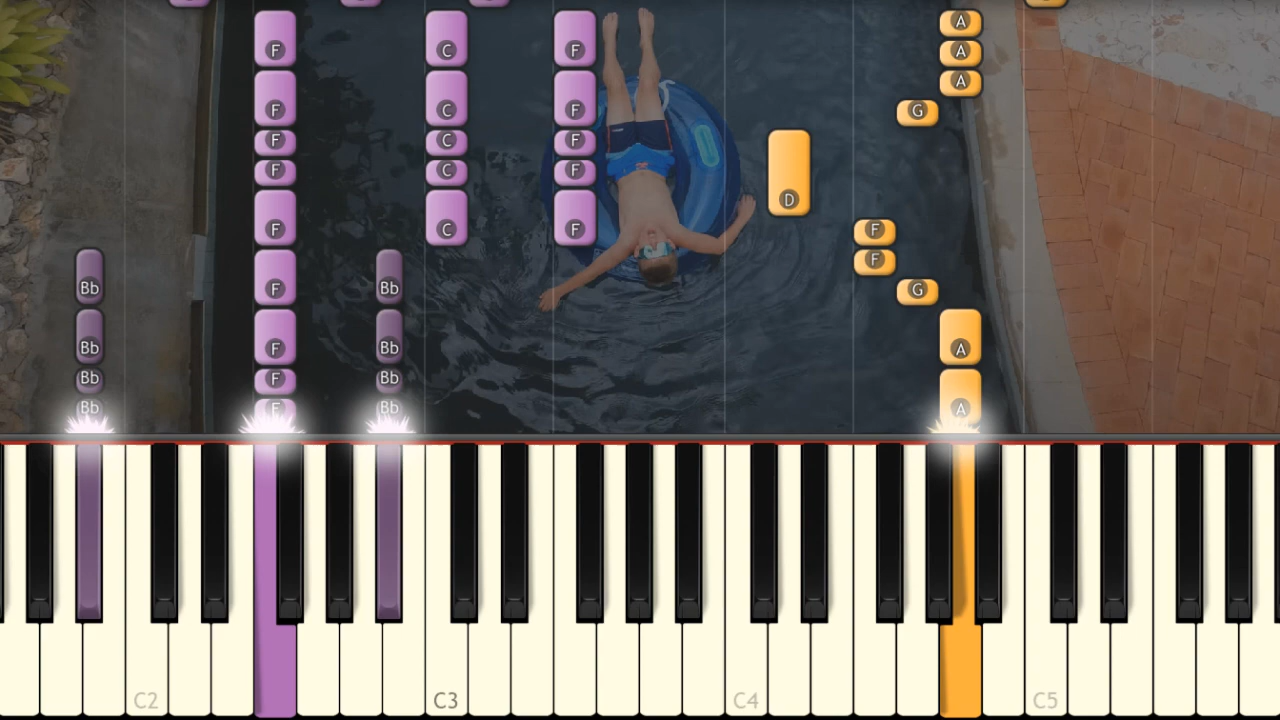 A
F C F A
A
F C F G
F C F
F C F
D
F C F F
F
Bb F Bb G
Bb F Bb A
Bb F Bb
Bb F Bb A
C2 C3 C4 C5